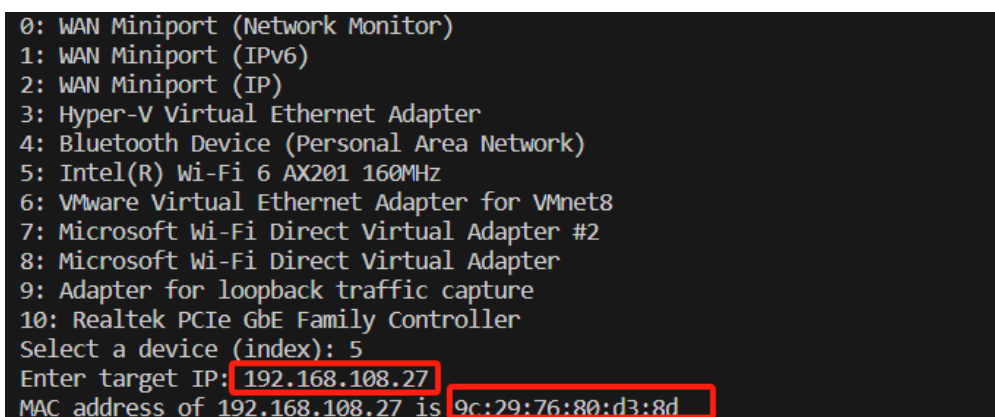 0: WAN Miniport (Network Monitor)
1: WAN Miniport (IPv6)
2: WAN Miniport (IP)
3: Hyper-V Virtual Ethernet Adapter
4: Bluetooth Device (Personal Area Network)
5: Intel(R) Wi-Fi 6 AX201 160MHz
6: VMware Virtual Ethernet Adapter for VMnet8
7: Microsoft Wi-Fi Direct Virtual Adapter #2
8: Microsoft Wi-Fi Direct Virtual Adapter
9: Adapter for loopback traffic capture
10: Realtek PCIe GbE Family Controller
Select a device (index): 5
Enter target IP: 192.168.108.27
MAC address of 192.168.108.27 is 9c:29:76:80:d3:8d